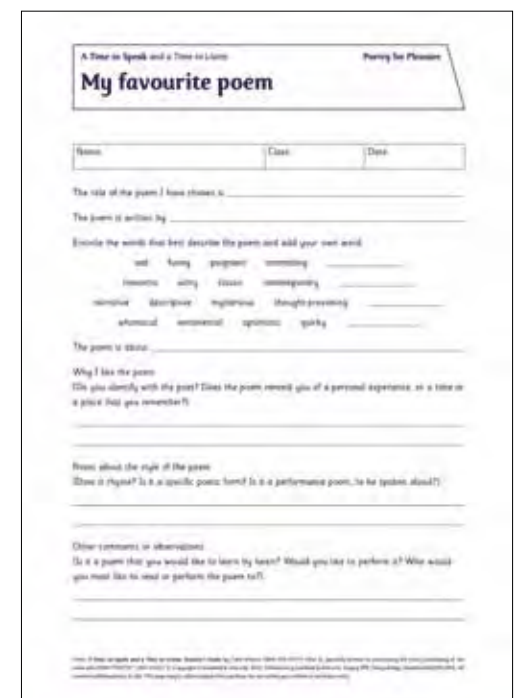 A Time to Speak and a Time to Listen
Poetry for Pleasure
My favourite poem
Name
Class
Date
The title of the poem I have chosen is
The poem is written by
Encircle the words that best describe the poem and add your own word.
sad funny poignant
romantic witty classic contemporary
narrative descriptive mysterious thought-provoking
whimsical sentimental optimistic quirky
The poem is about
Why I like the poem
(Do you identify with the poet? Does the poem remind you of a personal experience, or a time or
a place that you remember?)
Notes about the style of the poem
(Does it rhyme? Is it a specific poetic form? Is it a performance poem, to be spoken aloud?)
Other comments or observations
(Is it a poem that you would like to learn by heart? Would you like to perform it? Who would
you most like to read or perform the poem to?)